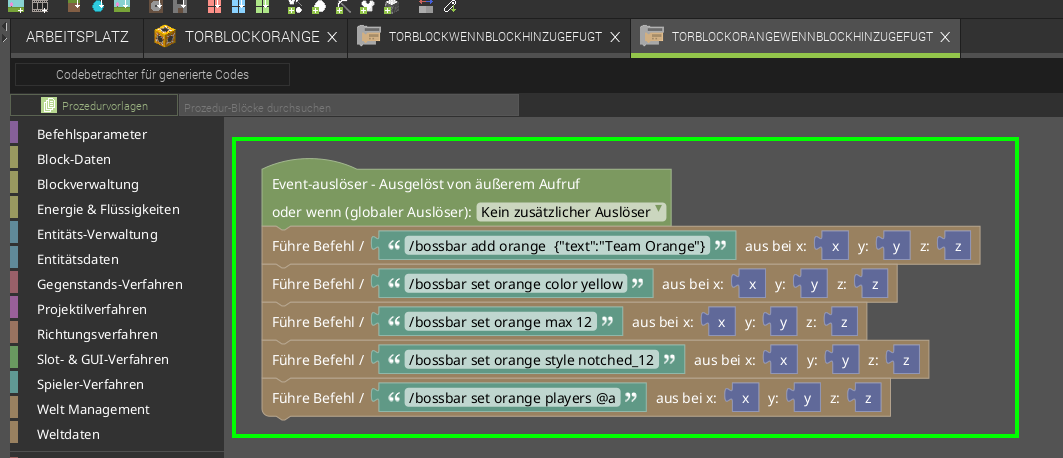 ARBEITSPLATZ TORBLOCKORANGE TORBLOCKWENNBLOCKHINZUGEFUGT TORBLOCKORANGEWENNBLOCKHINZUGEFUGT
Codebetrachter für generierte Codes
Prozedurvorlagen Prozedur-Blöcke durchsuchen
Befehlsparameter
Block-Daten
Blockverwaltung
Energie & Flüssigkeiten
Entitäts-Verwaltung
Entitätsdaten
Gegenstands-Verfahren
Projektilverfahren
Richtungsverfahren
Slot- & GUI-Verfahren
Spieler-Verfahren
Welt Management
Weltdaten
Event-auslöser - Ausgelöst von äußerem Aufruf
oder wenn (globaler Auslöser): Kein zusätzlicher Auslöser
Führe Befehl / “ /bossbar add orange {"text":"Team Orange"} ” aus bei x: x y: y z: z
Führe Befehl / “ /bossbar set orange color yellow ” aus bei x: x y: y z: z
Führe Befehl / “ /bossbar set orange max 12 ” aus bei x: x y: y z: z
Führe Befehl / “ /bossbar set orange style notched_12 ” aus bei x: x y: y z: z
Führe Befehl / “ /bossbar set orange players @a ” aus bei x: x y: y z: z